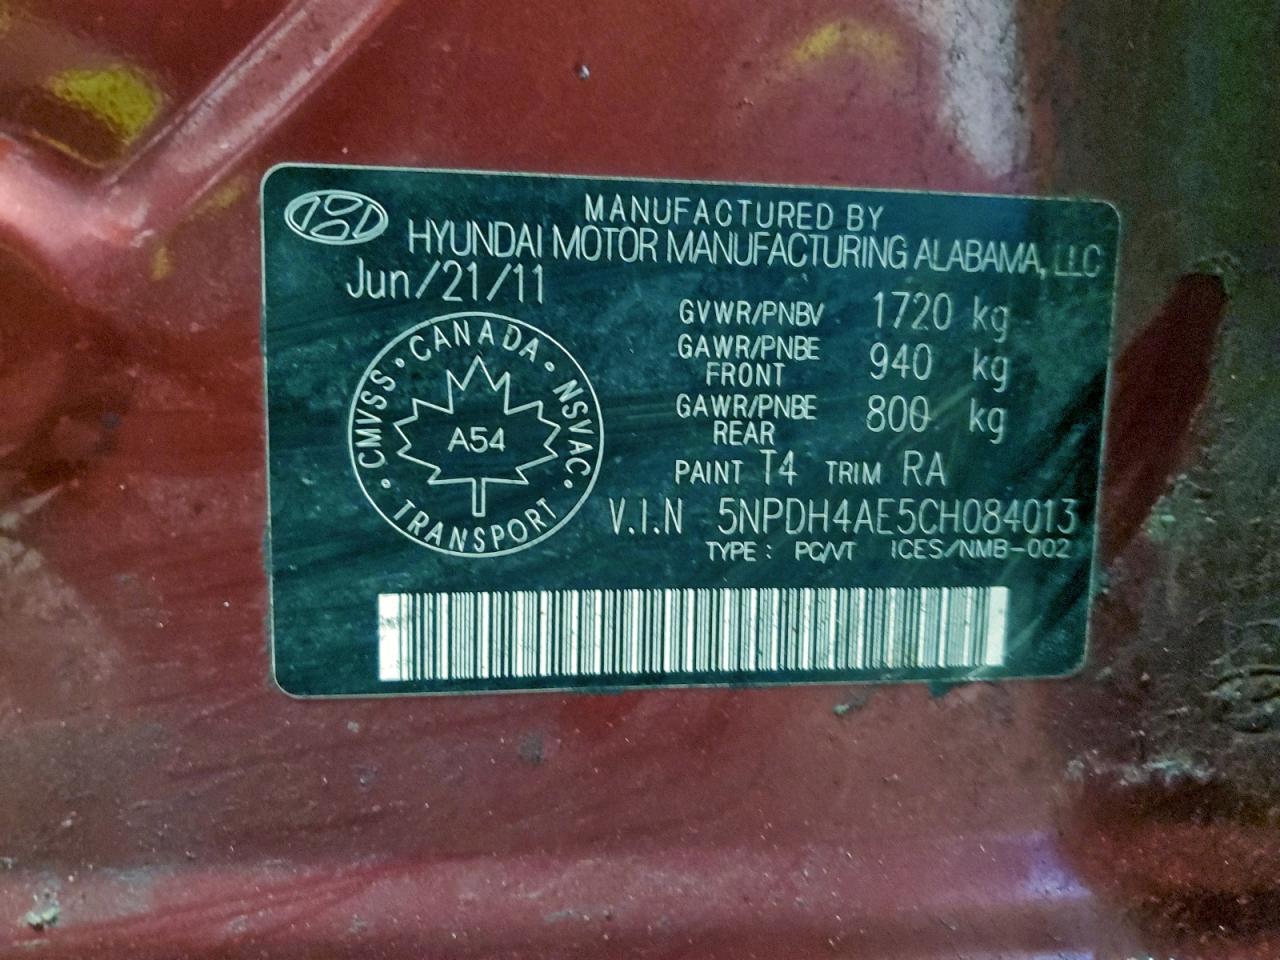 MANUFACTURED BY
HYUNDAI MOTOR MANUFACTURING ALABAMA, LLC
Jun/21/11
GVWR/PNBV 1720 kg
GAWR/PNBE FRONT 940 kg
GAWR/PNBE REAR 800 kg
PAINT T4 TRIM RA
V.I.N 5NPDH4AE5CH084013
TYPE : PC/VT ICES/NMB-002
CMVSS · CANADA · NSVAC · TRANSPORT ·
A54